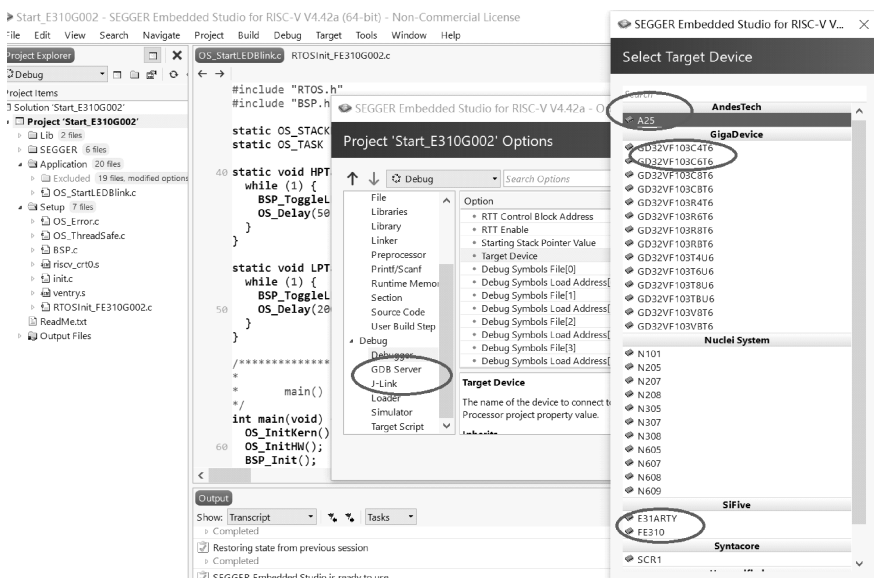 Start_E310G002 - SEGGER Embedded Studio for RISC-V V4.42a (64-bit) - Non-Commercial License
File Edit View Search Navigate Project Build Debug Target Tools Window Help
Project Explorer
Debug
Project Items
Solution 'Start_E310G002'
Project 'Start_E310G002'
Lib 2 files
SEGGER 6 files
Application 20 files
Excluded 19 files, modified options
OS_StartLEDBlink.c
Setup 7 files
OS_Error.c
OS_ThreadSafe.c
BSP.c
riscv_crt0.s
init.c
ventry.s
RTOSInit_FE310G002.c
ReadMe.txt
Output Files
OS_StartLEDBlink.c RTOSInit_FE310G002.c
#include "RTOS.h"
#include "BSP.h
static OS_STACK
static OS_TASK
40 static void HPT
while (1) {
BSP_ToggleL
OS_Delay(50
}
}
static void LPT
while (1) {
BSP_ToggleL
50 OS_Delay(20
}
}
/**************
*
* main()
*/
int main(void)
OS_InitKern()
60 OS_InitHW();
BSP_Init();
Output
Show: Transcript Tasks
Completed
Restoring state from previous session
Completed
SEGGER Embedded Studio is ready to use
SEGGER Embedded Studio for RISC-V V4.42a - O
Project 'Start_E310G002' Options
Debug Search Options
File
Libraries
Library
Linker
Preprocessor
Printf/Scanf
Runtime Memor
Section
Source Code
User Build Step
Debug
Debugger
GDB Server
J-Link
Loader
Simulator
Target Script
Option
RTT Control Block Address
RTT Enable
Starting Stack Pointer Value
Target Device
Debug Symbols File[0]
Debug Symbols Load Address[
Debug Symbols File[1]
Debug Symbols Load Address[
Debug Symbols File[2]
Debug Symbols Load Address[
Debug Symbols File[3]
Debug Symbols Load Address[
Target Device
The name of the device to connect to
Processor project property value.
Inherits
SEGGER Embedded Studio for RISC-V V...
Select Target Device
Search
AndesTech
A25
GigaDevice
GD32VF103C4T6
GD32VF103C6T6
GD32VF103C8T6
GD32VF103CBT6
GD32VF103R4T6
GD32VF103R6T6
GD32VF103R8T6
GD32VF103RBT6
GD32VF103T4U6
GD32VF103T6U6
GD32VF103T8U6
GD32VF103TBU6
GD32VF103V8T6
GD32VF103VBT6
Nuclei System
N101
N205
N207
N208
N305
N307
N308
N605
N607
N608
N609
SiFive
E31ARTY
FE310
Syntacore
SCR1